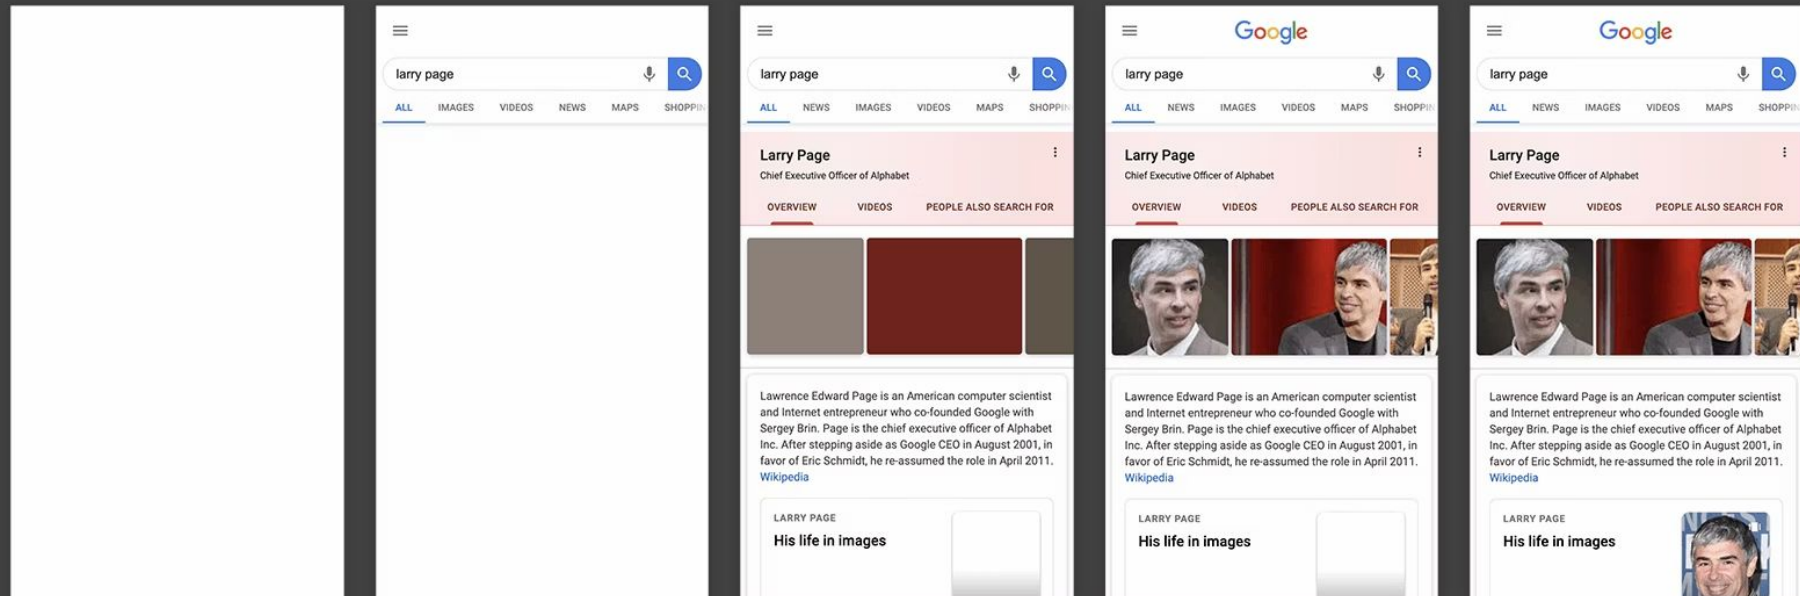 larry page
ALL IMAGES VIDEOS NEWS MAPS
larry page
ALL NEWS IMAGES VIDEOS MAPS
Larry Page
Chief Executive Officer of Alphabet
OVERVIEW VIDEOS PEOPLE ALSO SEARCH FOR
Lawrence Edward Page is an American computer scientist
and Internet entrepreneur who co-founded Google with
Sergey Brin. Page is the chief executive officer of Alphabet
Inc. After stepping aside as Google CEO in August 2001, in
favor of Eric Schmidt, he re-assumed the role in April 2011.
Wikipedia
LARRY PAGE
His life in images
Google
larry page
ALL NEWS IMAGES VIDEOS MAPS
Larry Page
Chief Executive Officer of Alphabet
OVERVIEW VIDEOS PEOPLE ALSO SEARCH FOR
Lawrence Edward Page is an American computer scientist
and Internet entrepreneur who co-founded Google with
Sergey Brin. Page is the chief executive officer of Alphabet
Inc. After stepping aside as Google CEO in August 2001, in
favor of Eric Schmidt, he re-assumed the role in April 2011.
Wikipedia
LARRY PAGE
His life in images
Google
larry page
ALL NEWS IMAGES VIDEOS MAPS
Larry Page
Chief Executive Officer of Alphabet
OVERVIEW VIDEOS PEOPLE ALSO SEARCH FOR
Lawrence Edward Page is an American computer scientist
and Internet entrepreneur who co-founded Google with
Sergey Brin. Page is the chief executive officer of Alphabet
Inc. After stepping aside as Google CEO in August 2001, in
favor of Eric Schmidt, he re-assumed the role in April 2011.
Wikipedia
LARRY PAGE
His life in images